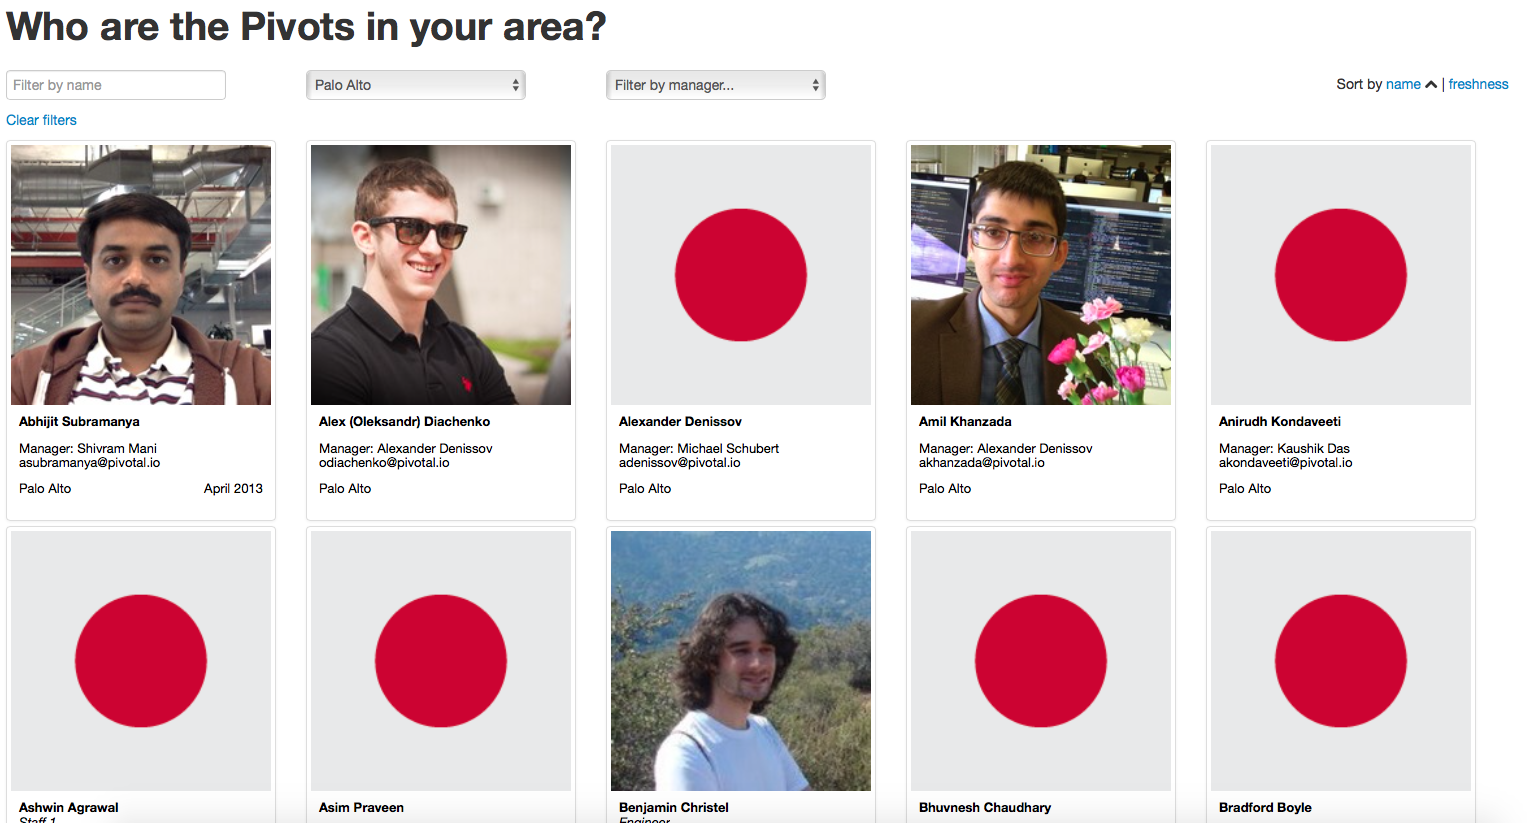 Who are the Pivots in your area?
Filter by name
Palo Alto
Filter by manager...
Sort by name | freshness
Clear filters
Abhijit Subramanya
Manager: Shivram Mani
asubramanya@pivotal.io
Palo Alto April 2013
Alex (Oleksandr) Diachenko
Manager: Alexander Denissov
odiachenko@pivotal.io
Palo Alto
Alexander Denissov
Manager: Michael Schubert
adenissov@pivotal.io
Palo Alto
Amil Khanzada
Manager: Alexander Denissov
akhanzada@pivotal.io
Palo Alto
Anirudh Kondaveeti
Manager: Kaushik Das
akondaveeti@pivotal.io
Palo Alto
Ashwin Agrawal
Staff 1
Asim Praveen
Benjamin Christel
Engineer
Bhuvnesh Chaudhary
Bradford Boyle